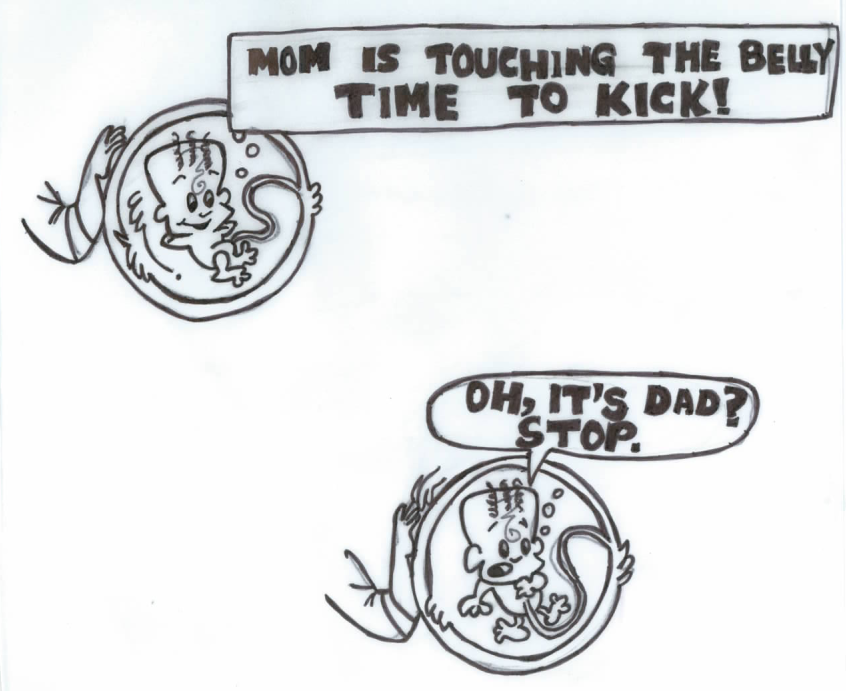 MOM IS TOUCHING THE BELLY
TIME TO KICK!
OH, IT'S DAD?
STOP.